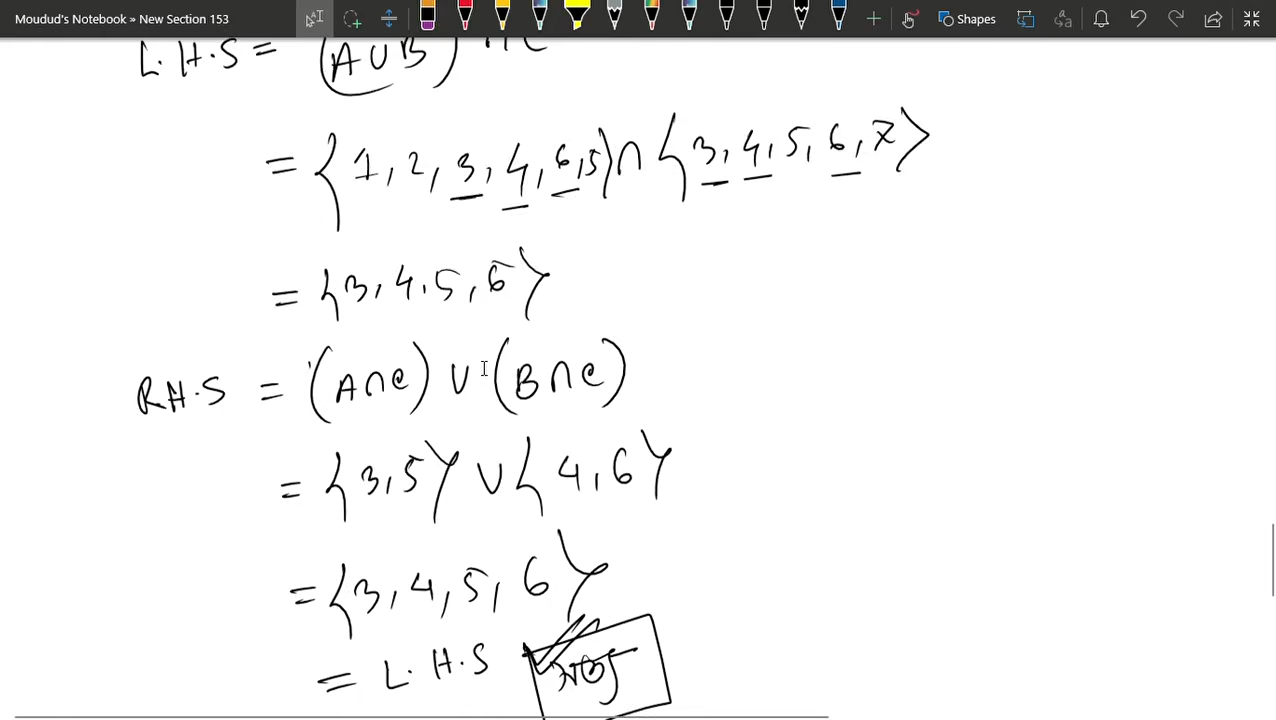 Moudud's Notebook » New Section 153
Shapes
L.H.S = (A∪B) ∩ C
= {1, 2, 3, 4, 6, 5} ∩ {3, 4, 5, 6, 7}
= {3, 4. 5, 6}
R.H.S = (A∩C) ∪ (B∩C)
= {3, 5} ∪ {4, 6}
= {3, 4, 5, 6}
= L.H.S